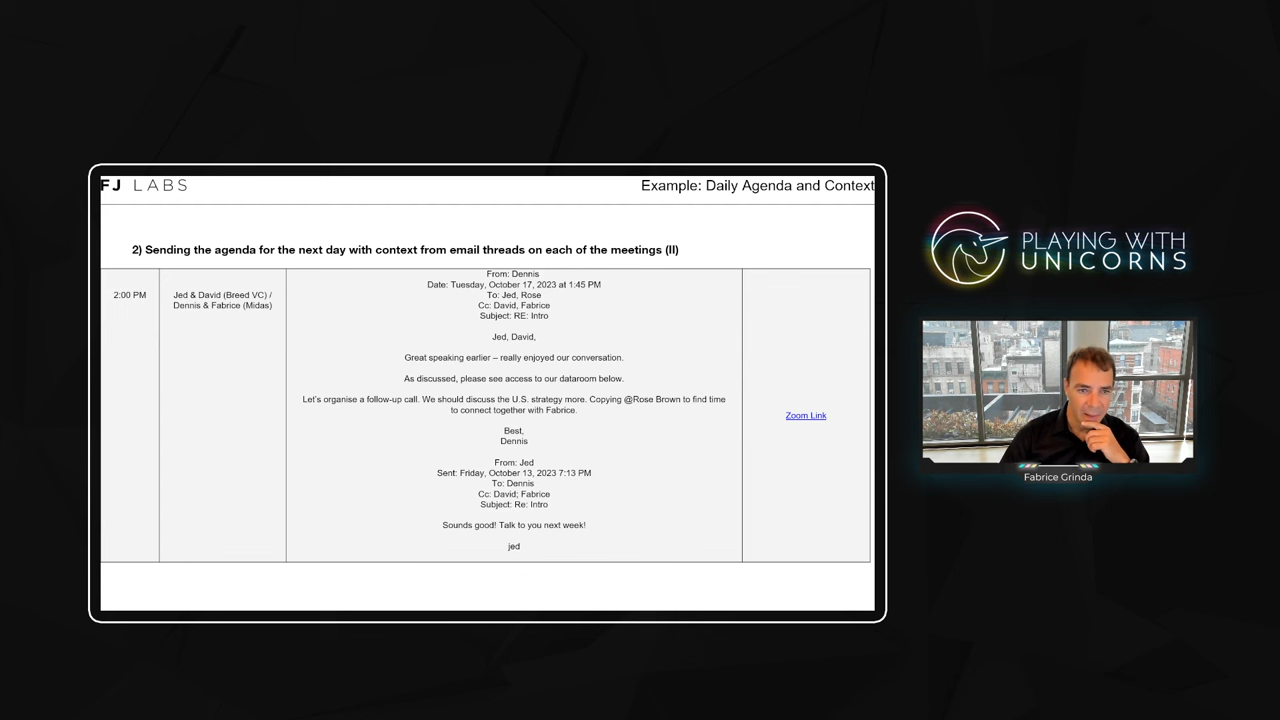 FJ LABS
Example: Daily Agenda and Context
2) Sending the agenda for the next day with context from email threads on each of the meetings (II)
2:00 PM
Jed & David (Breed VC) /
Dennis & Fabrice (Midas)
From: Dennis
Date: Tuesday, October 17, 2023 at 1:45 PM
To: Jed, Rose
Cc: David, Fabrice
Subject: RE: Intro
Jed, David,
Great speaking earlier – really enjoyed our conversation.
As discussed, please see access to our dataroom below.
Let's organise a follow-up call. We should discuss the U.S. strategy more. Copying @Rose Brown to find time
to connect together with Fabrice.
Best,
Dennis
From: Jed
Sent: Friday, October 13, 2023 7:13 PM
To: Dennis
Cc: David; Fabrice
Subject: Re: Intro
Sounds good! Talk to you next week!
jed
Zoom Link
PLAYING WITH
UNICORNS
Fabrice Grinda